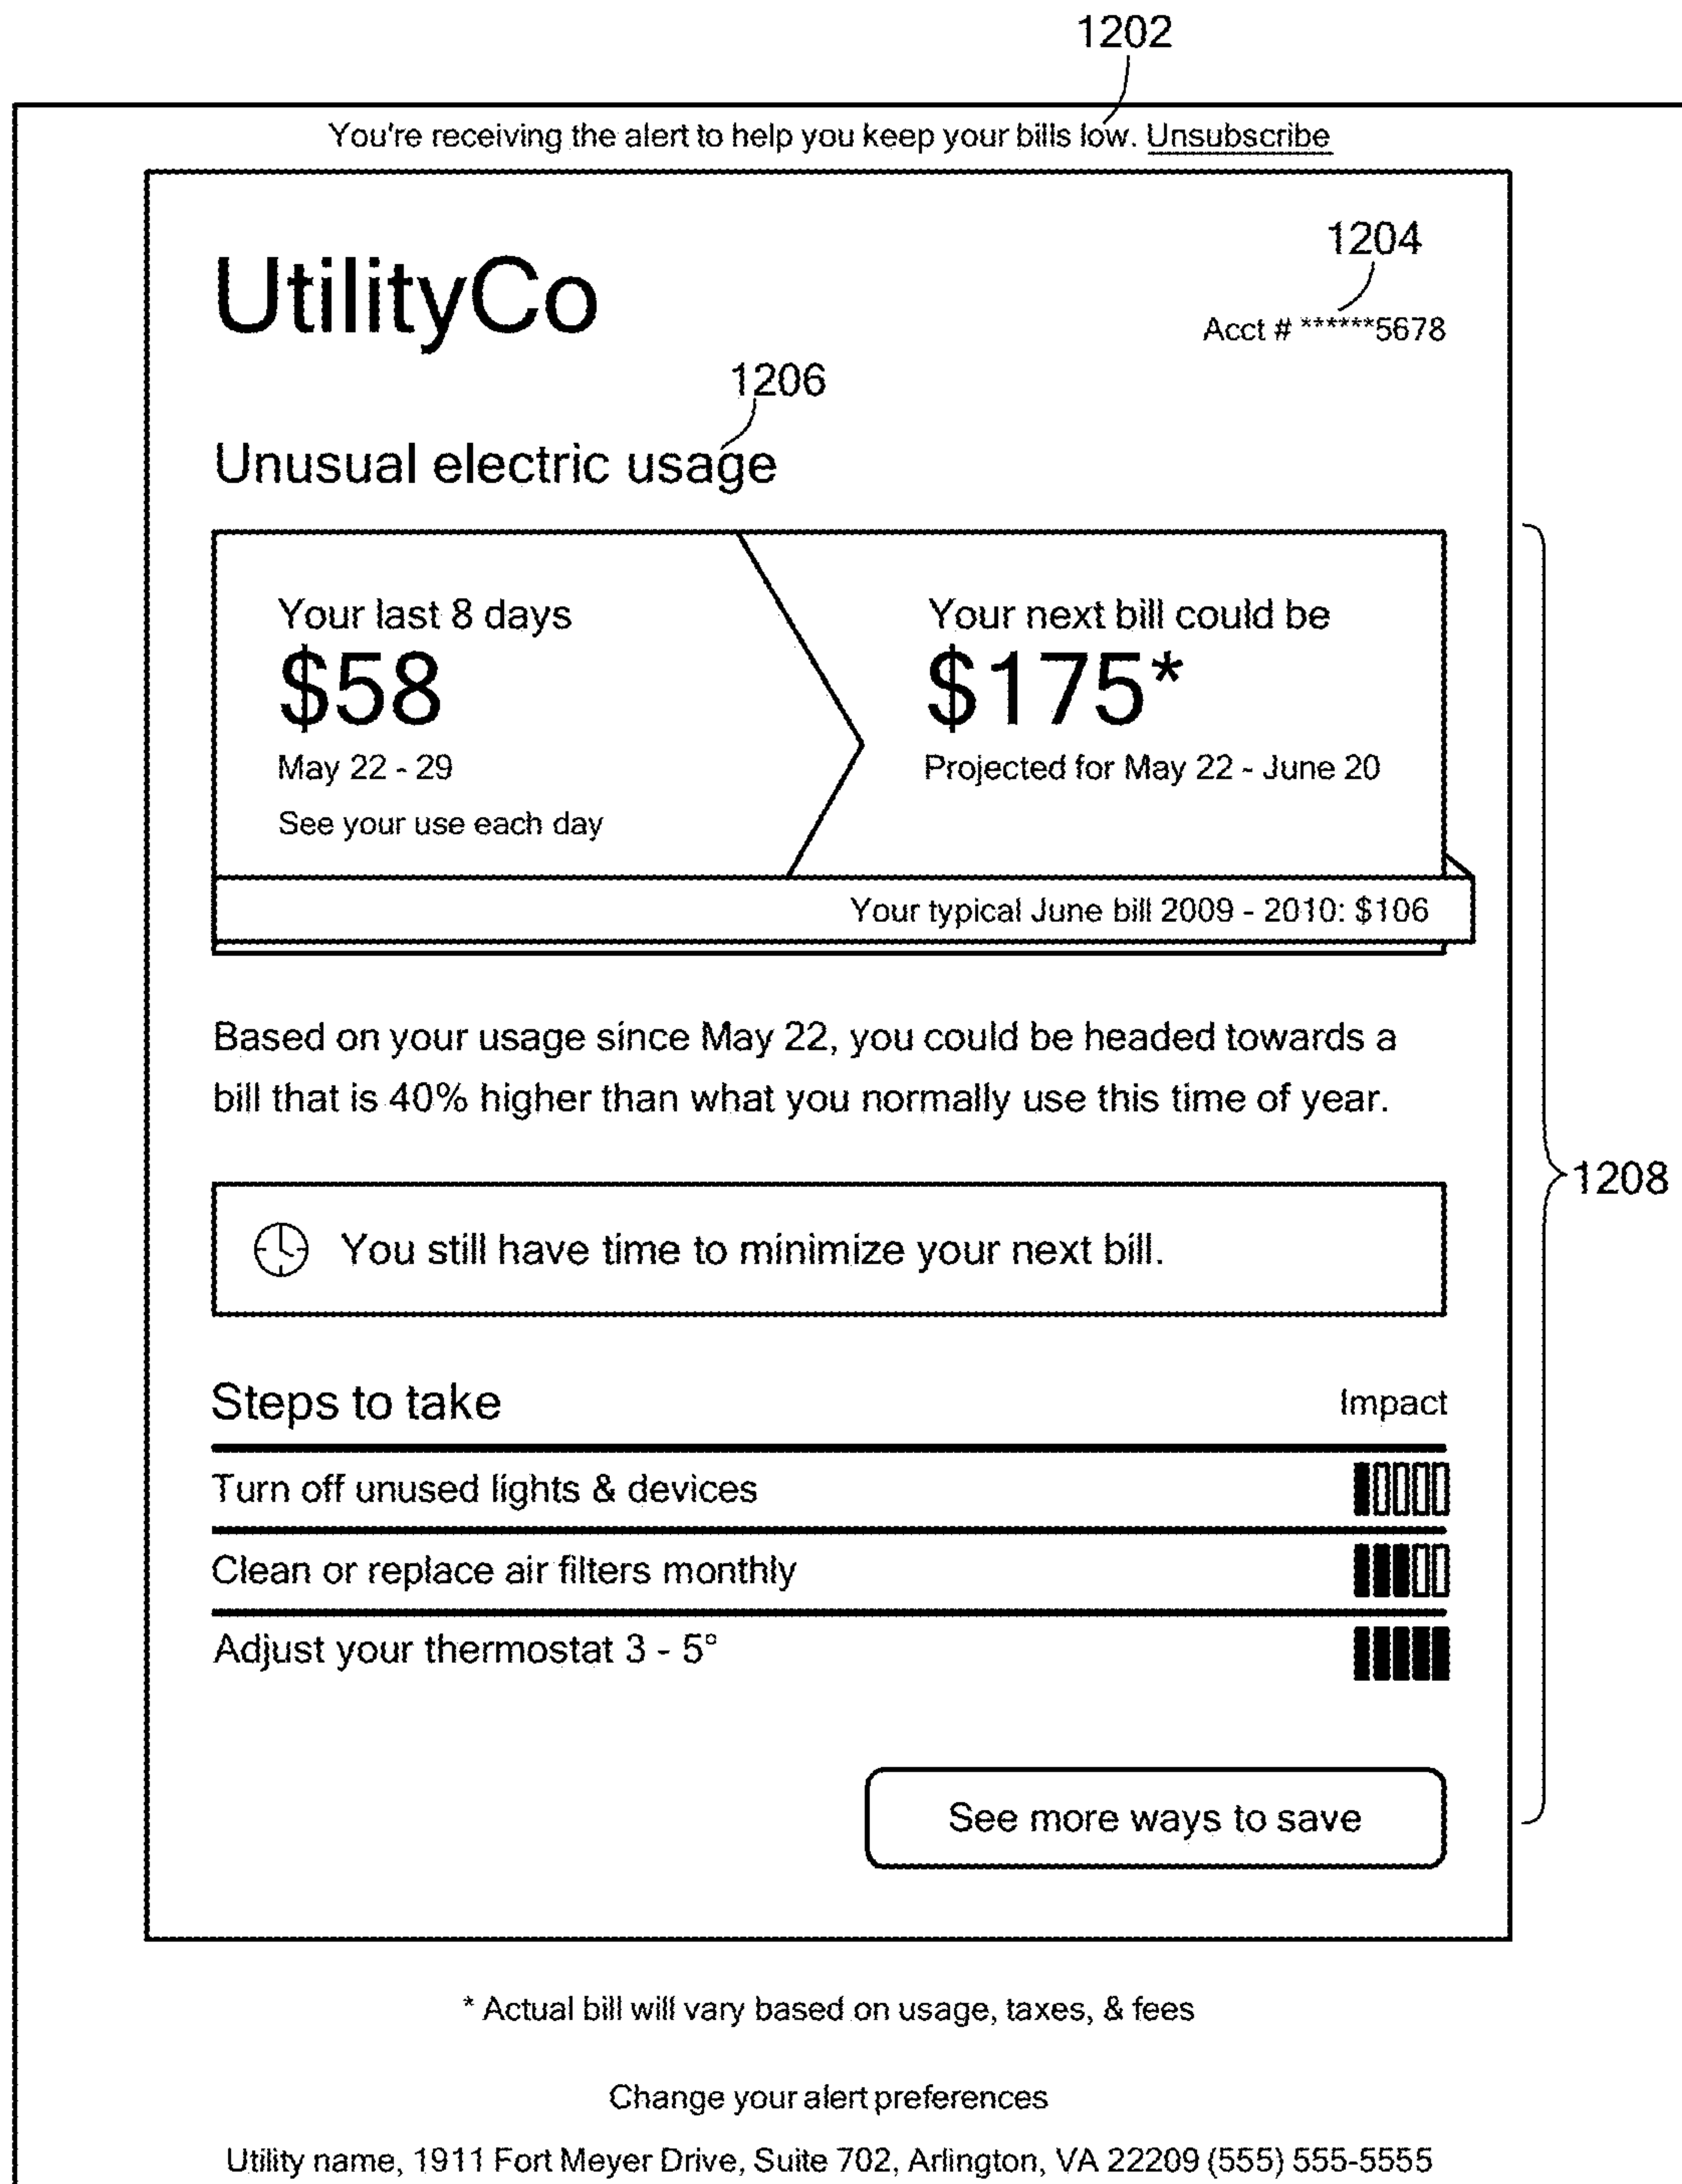 1202
You're receiving the alert to help you keep your bills low. Unsubscribe
1204
UtilityCo
Acct # ******5678
1206
Unusual electric usage
Your last 8 days
$58
May 22 - 29
See your use each day
Your next bill could be
$175*
Projected for May 22 - June 20
Your typical June bill 2009 - 2010: $106
Based on your usage since May 22, you could be headed towards a
bill that is 40% higher than what you normally use this time of year.
1208
You still have time to minimize your next bill.
Steps to take
Impact
Turn off unused lights & devices
Clean or replace air filters monthly
Adjust your thermostat 3 - 5°
See more ways to save
* Actual bill will vary based on usage, taxes, & fees
Change your alert preferences
Utility name, 1911 Fort Meyer Drive, Suite 702, Arlington, VA 22209 (555) 555-5555